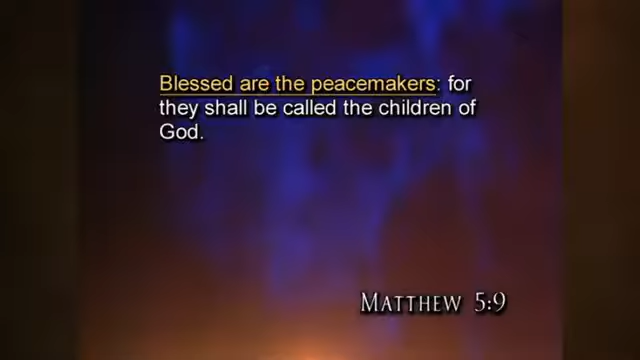 Blessed are the peacemakers: for
they shall be called the children of
God.
Matthew 5:9